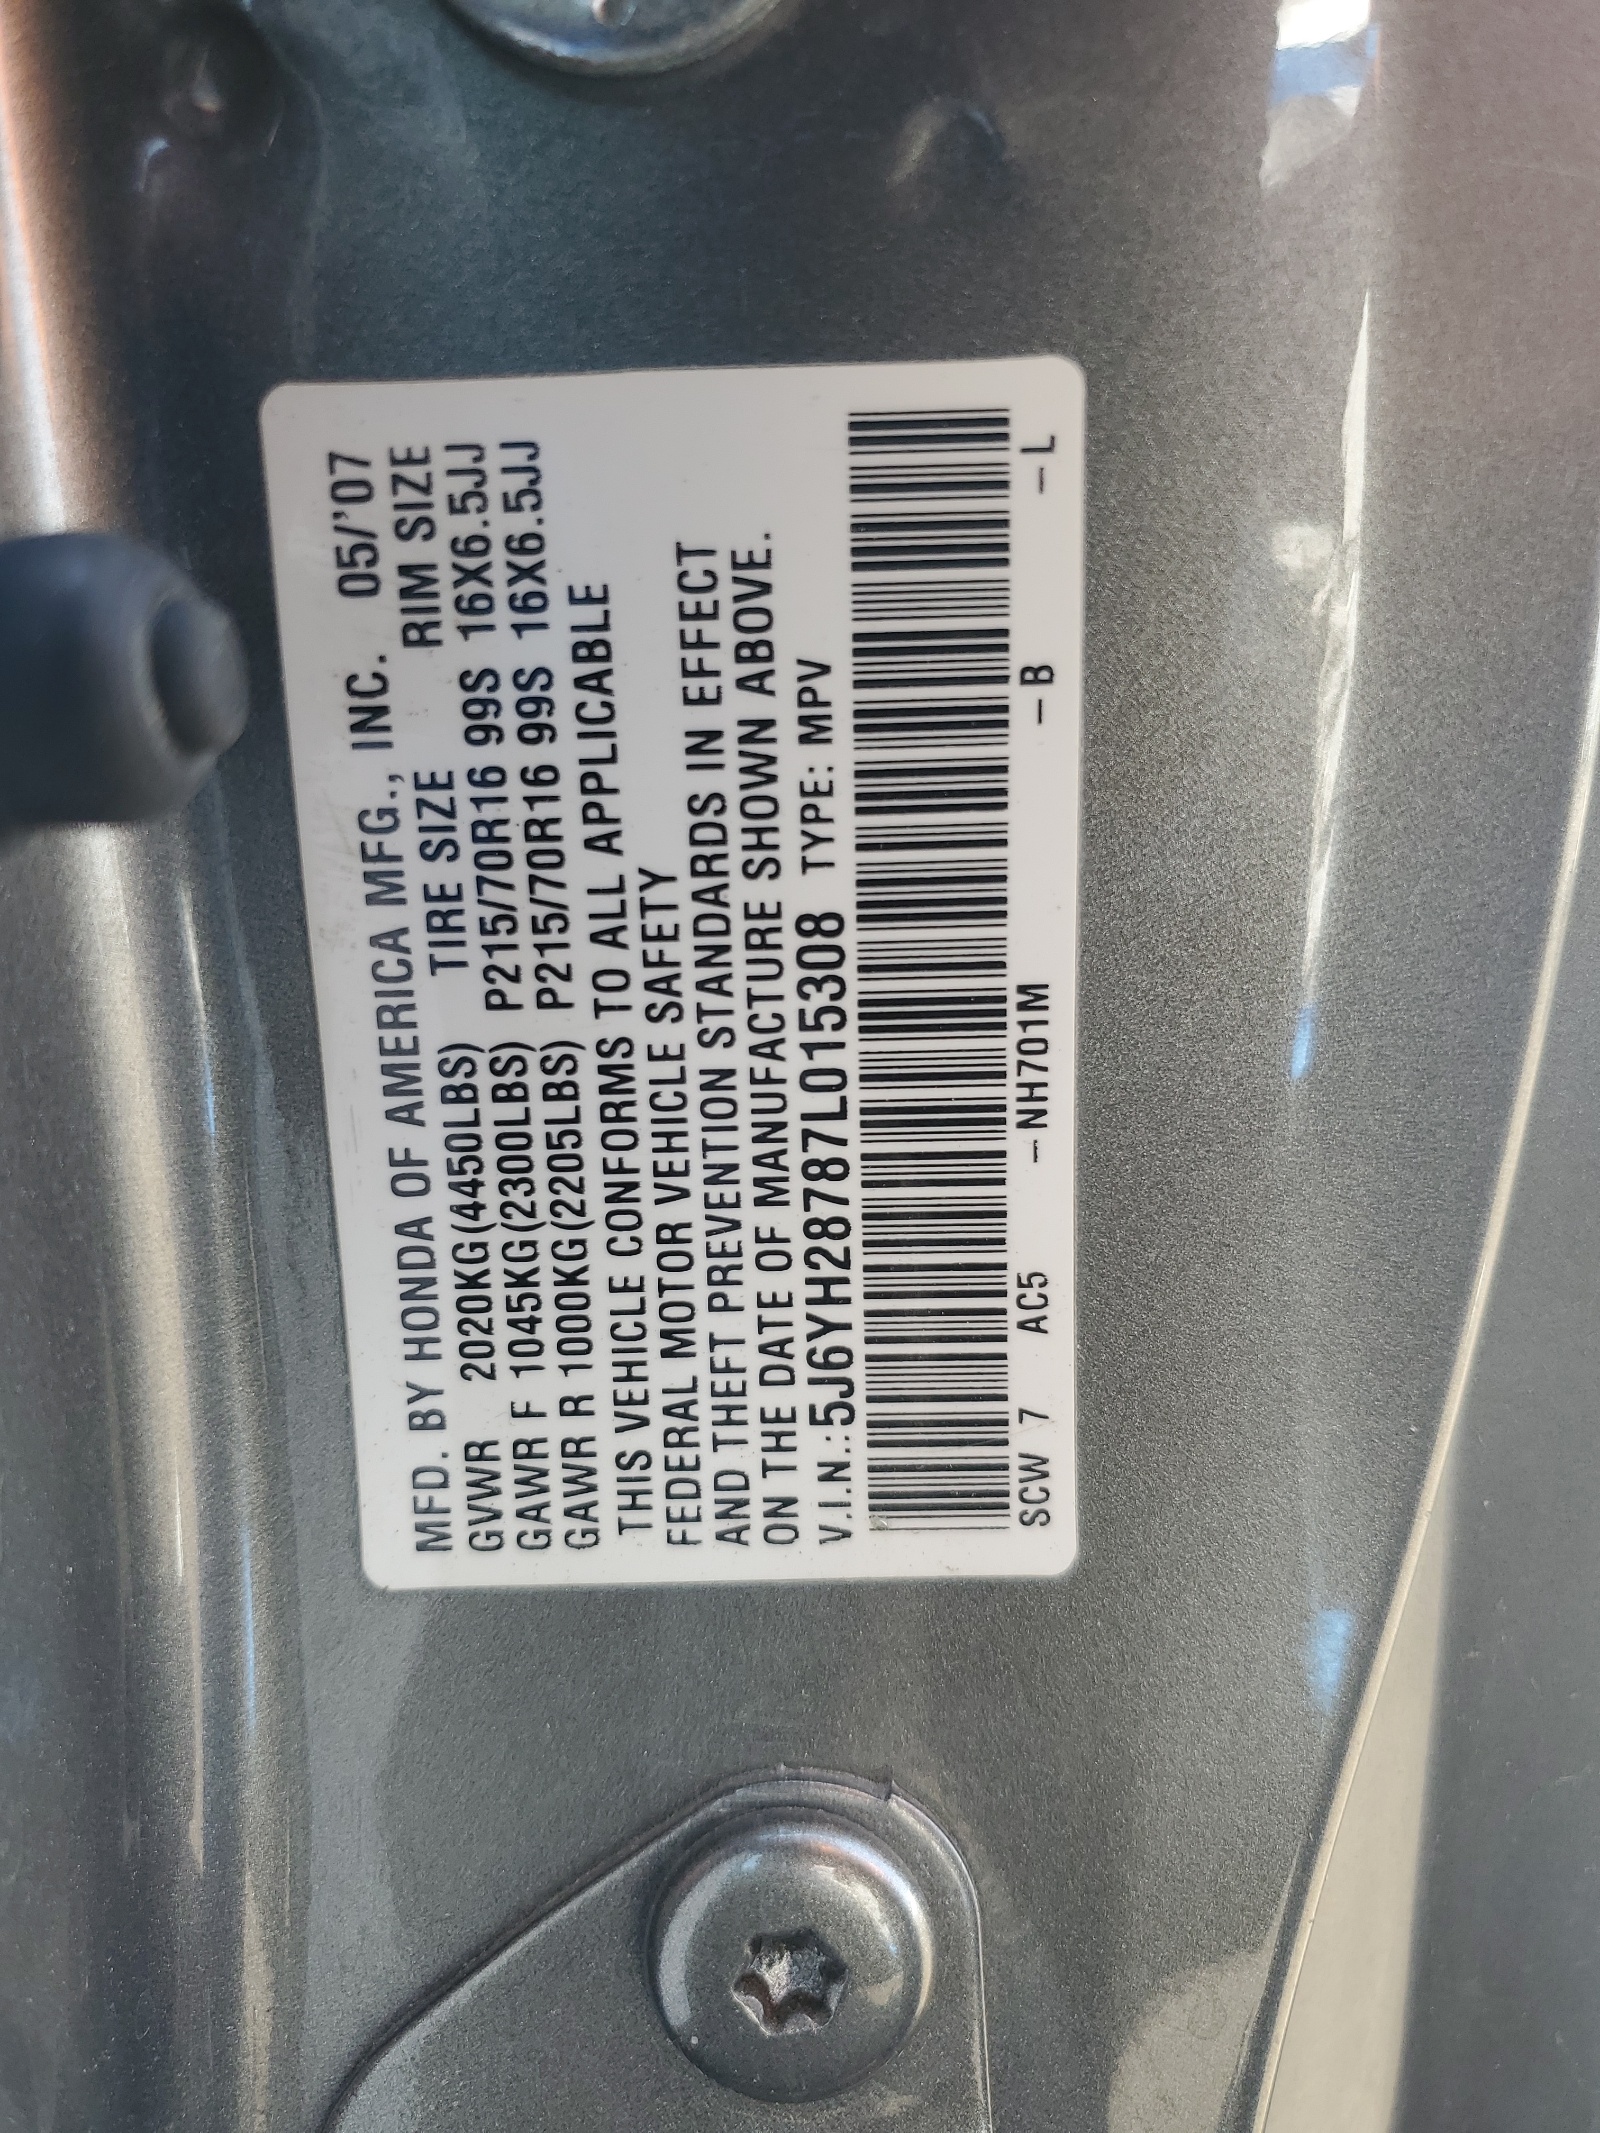 MFD. BY HONDA OF AMERICA MFG., INC. 05/'07
TIRE SIZE RIM SIZE
GVWR 2020KG(4450LBS)
GAWR F 1045KG(2300LBS) P215/70R16 99S 16X6.5JJ
GAWR R 1000KG(2205LBS) P215/70R16 99S 16X6.5JJ
THIS VEHICLE CONFORMS TO ALL APPLICABLE
FEDERAL MOTOR VEHICLE SAFETY
AND THEFT PREVENTION STANDARDS IN EFFECT
ON THE DATE OF MANUFACTURE SHOWN ABOVE.
V.I.N.:5J6YH28787L015308 TYPE: MPV
SCW 7 AC5 –NH701M –B –L